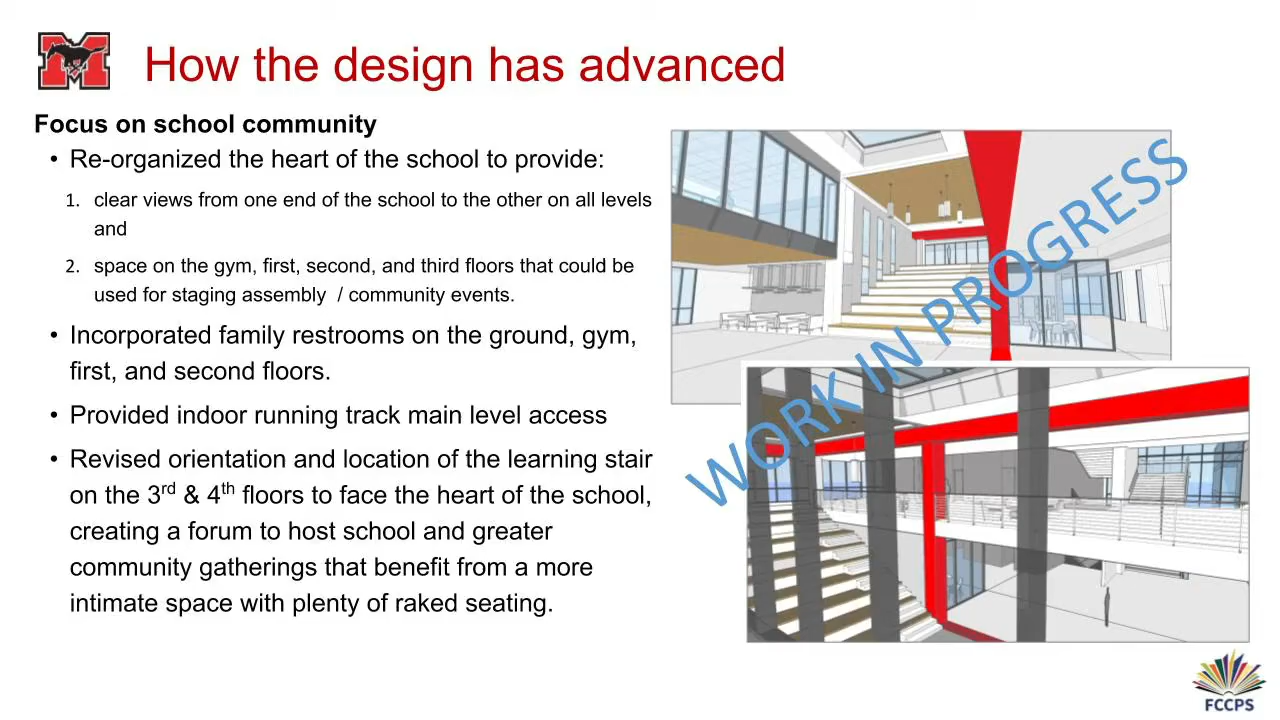 How the design has advanced
Focus on school community
• Re-organized the heart of the school to provide:
1. clear views from one end of the school to the other on all levels
and
2. space on the gym, first, second, and third floors that could be
used for staging assembly / community events.
• Incorporated family restrooms on the ground, gym,
first, and second floors.
• Provided indoor running track main level access
• Revised orientation and location of the learning stair
on the 3rd & 4th floors to face the heart of the school,
creating a forum to host school and greater
community gatherings that benefit from a more
intimate space with plenty of raked seating.
WORK IN PROGRESS
M
FCCPS